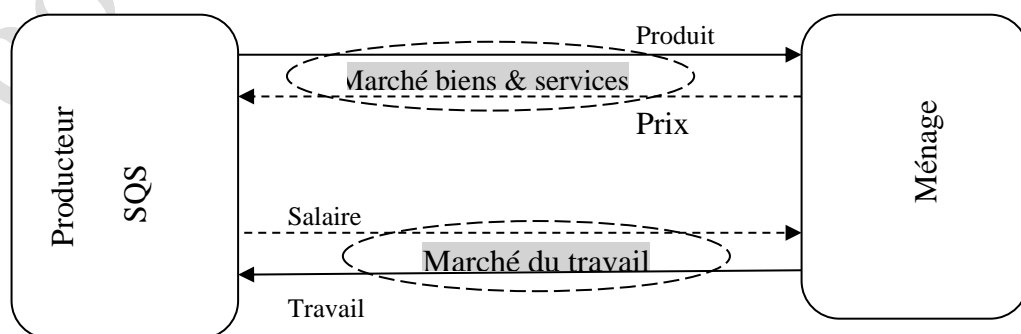 Produit
Marché biens & services
Prix
Producteur
SQS
Ménage
Salaire
Marché du travail
Travail